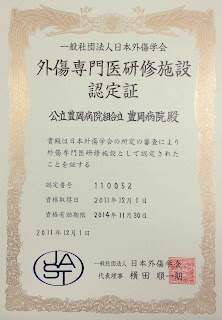 一般社団法人日本外傷学会
外傷専門医研修施設
認定証
公立豊岡病院組合立 豊岡病院 殿
貴院は日本外傷学会の所定の審査により
外傷専門医研修施設として認定された
ことを証する
認定番号 110052
資格取得日 2011年12月1日
資格有効期限 2014年11月30日
2011年12月1日
JAST
一般社団法人 日本外傷学会
代表理事 横田 順一朗